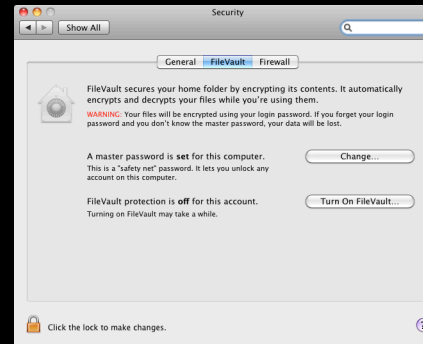 Security
Show All
General FileVault Firewall
FileVault secures your home folder by encrypting its contents. It automatically
encrypts and decrypts your files while you're using them.
WARNING: Your files will be encrypted using your login password. If you forget your login
password and you don't know the master password, your data will be lost.
A master password is set for this computer. Change...
This is a "safety net" password. It lets you unlock any
account on this computer.
FileVault protection is off for this account. Turn On FileVault...
Turning on FileVault may take a while.
Click the lock to make changes. ?